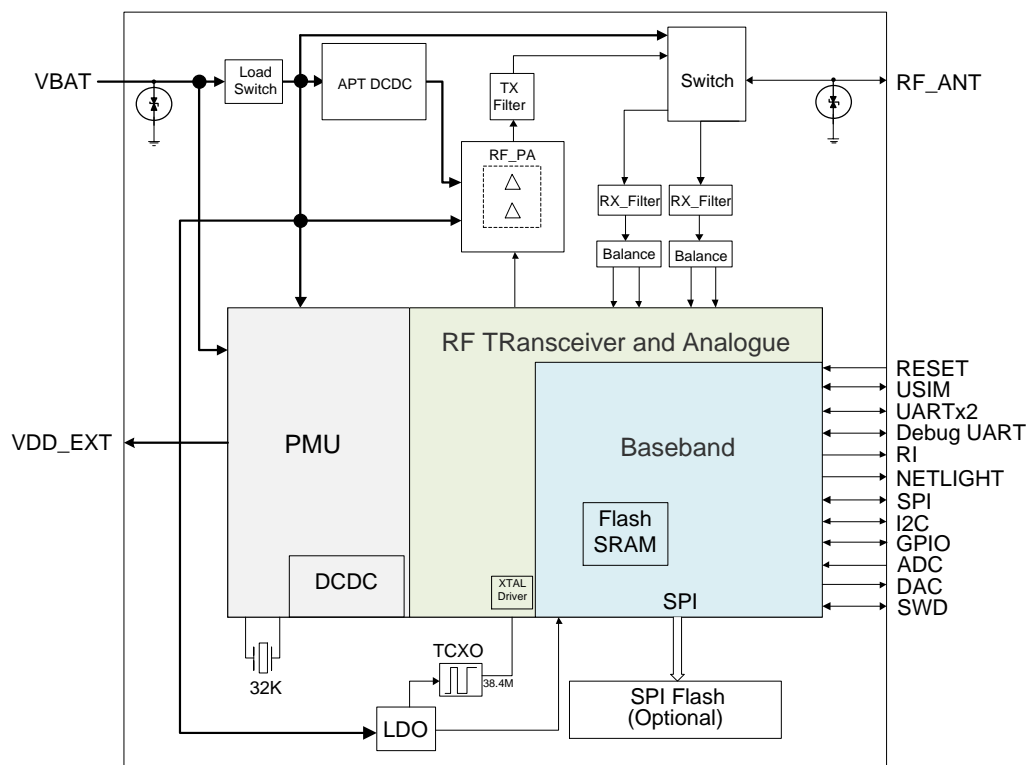 VBAT
Load
Switch
APT DCDC
TX
Filter
Switch
RF_ANT
RF_PA
RX_Filter
RX_Filter
Balance
Balance
RF TRansceiver and Analogue
RESET
USIM
UARTx2
Debug UART
RI
NETLIGHT
SPI
I2C
GPIO
ADC
DAC
SWD
VDD_EXT
PMU
Baseband
Flash
SRAM
DCDC
XTAL
Driver
SPI
32K
TCXO
38.4M
LDO
SPI Flash
(Optional)